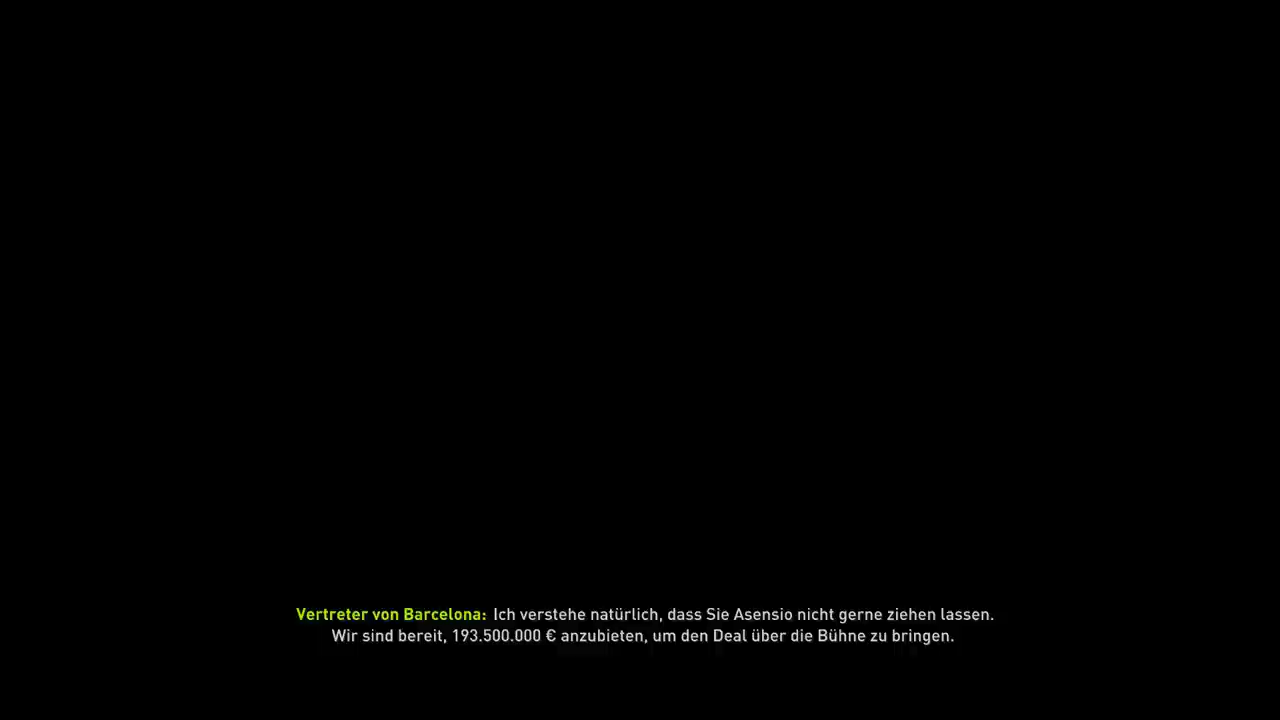 Vertreter von Barcelona: Ich verstehe natürlich, dass Sie Asensio nicht gerne ziehen lassen.
Wir sind bereit, 193.500.000 € anzubieten, um den Deal über die Bühne zu bringen.